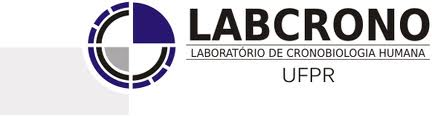 LABCRONO
LABORATÓRIO DE CRONOBIOLOGIA HUMANA
UFPR